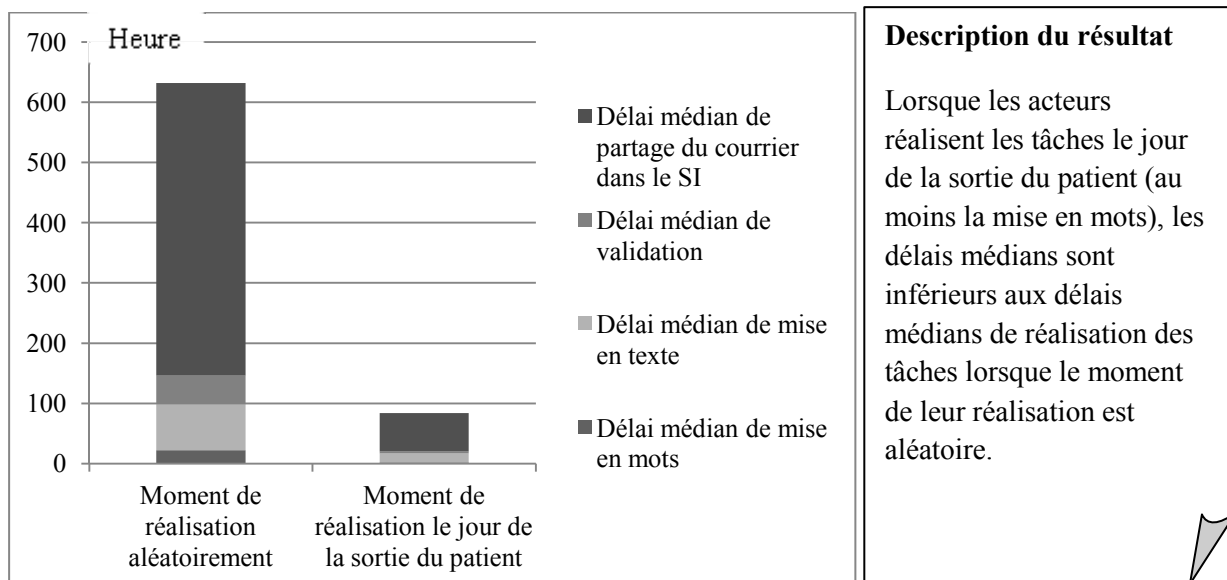 Heure
700
600
500
400
300
200
100
0
Moment de
réalisation
aléatoirement
Moment de
réalisation le jour de
la sortie du patient
Délai médian de
partage du courrier
dans le SI
Délai médian de
validation
Délai médian de mise
en texte
Délai médian de mise
en mots
Description du résultat
Lorsque les acteurs
réalisent les tâches le jour
de la sortie du patient (au
moins la mise en mots), les
délais médians sont
inférieurs aux délais
médians de réalisation des
tâches lorsque le moment
de leur réalisation est
aléatoire.